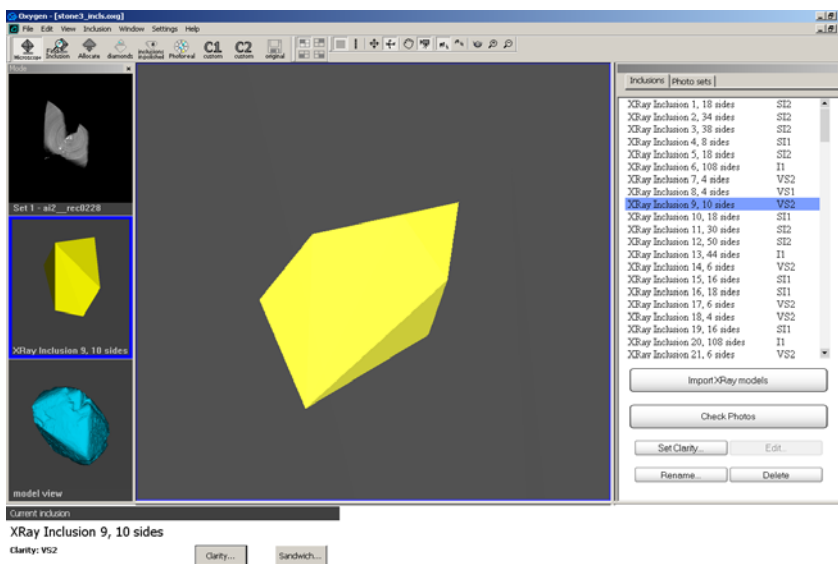 Oxygen - [stone3_incls.oxg]
File Edit View Inclusion Window Settings Help
Microscope
Inclusion
Allocate
diamonds
inclusions in polished
Photoreal
C1 custom
C2 custom
original
Mode
Set 1 - ai2__rec0228
XRay Inclusion 9, 10 sides
model view
Inclusions Photo sets
XRay Inclusion 1, 18 sides SI2
XRay Inclusion 2, 34 sides SI2
XRay Inclusion 3, 38 sides SI2
XRay Inclusion 4, 8 sides SI1
XRay Inclusion 5, 18 sides SI2
XRay Inclusion 6, 108 sides I1
XRay Inclusion 7, 4 sides VS2
XRay Inclusion 8, 4 sides VS1
XRay Inclusion 9, 10 sides VS2
XRay Inclusion 10, 18 sides SI1
XRay Inclusion 11, 30 sides SI2
XRay Inclusion 12, 50 sides SI2
XRay Inclusion 13, 44 sides I1
XRay Inclusion 14, 6 sides VS2
XRay Inclusion 15, 16 sides SI1
XRay Inclusion 16, 18 sides SI1
XRay Inclusion 17, 6 sides VS2
XRay Inclusion 18, 4 sides VS2
XRay Inclusion 19, 16 sides SI1
XRay Inclusion 20, 108 sides I1
XRay Inclusion 21, 6 sides VS2
Import XRay models
Check Photos
Set Clarity... Edit...
Rename... Delete
Current inclusion
XRay Inclusion 9, 10 sides
Clarity: VS2
Clarity... Sandwich...